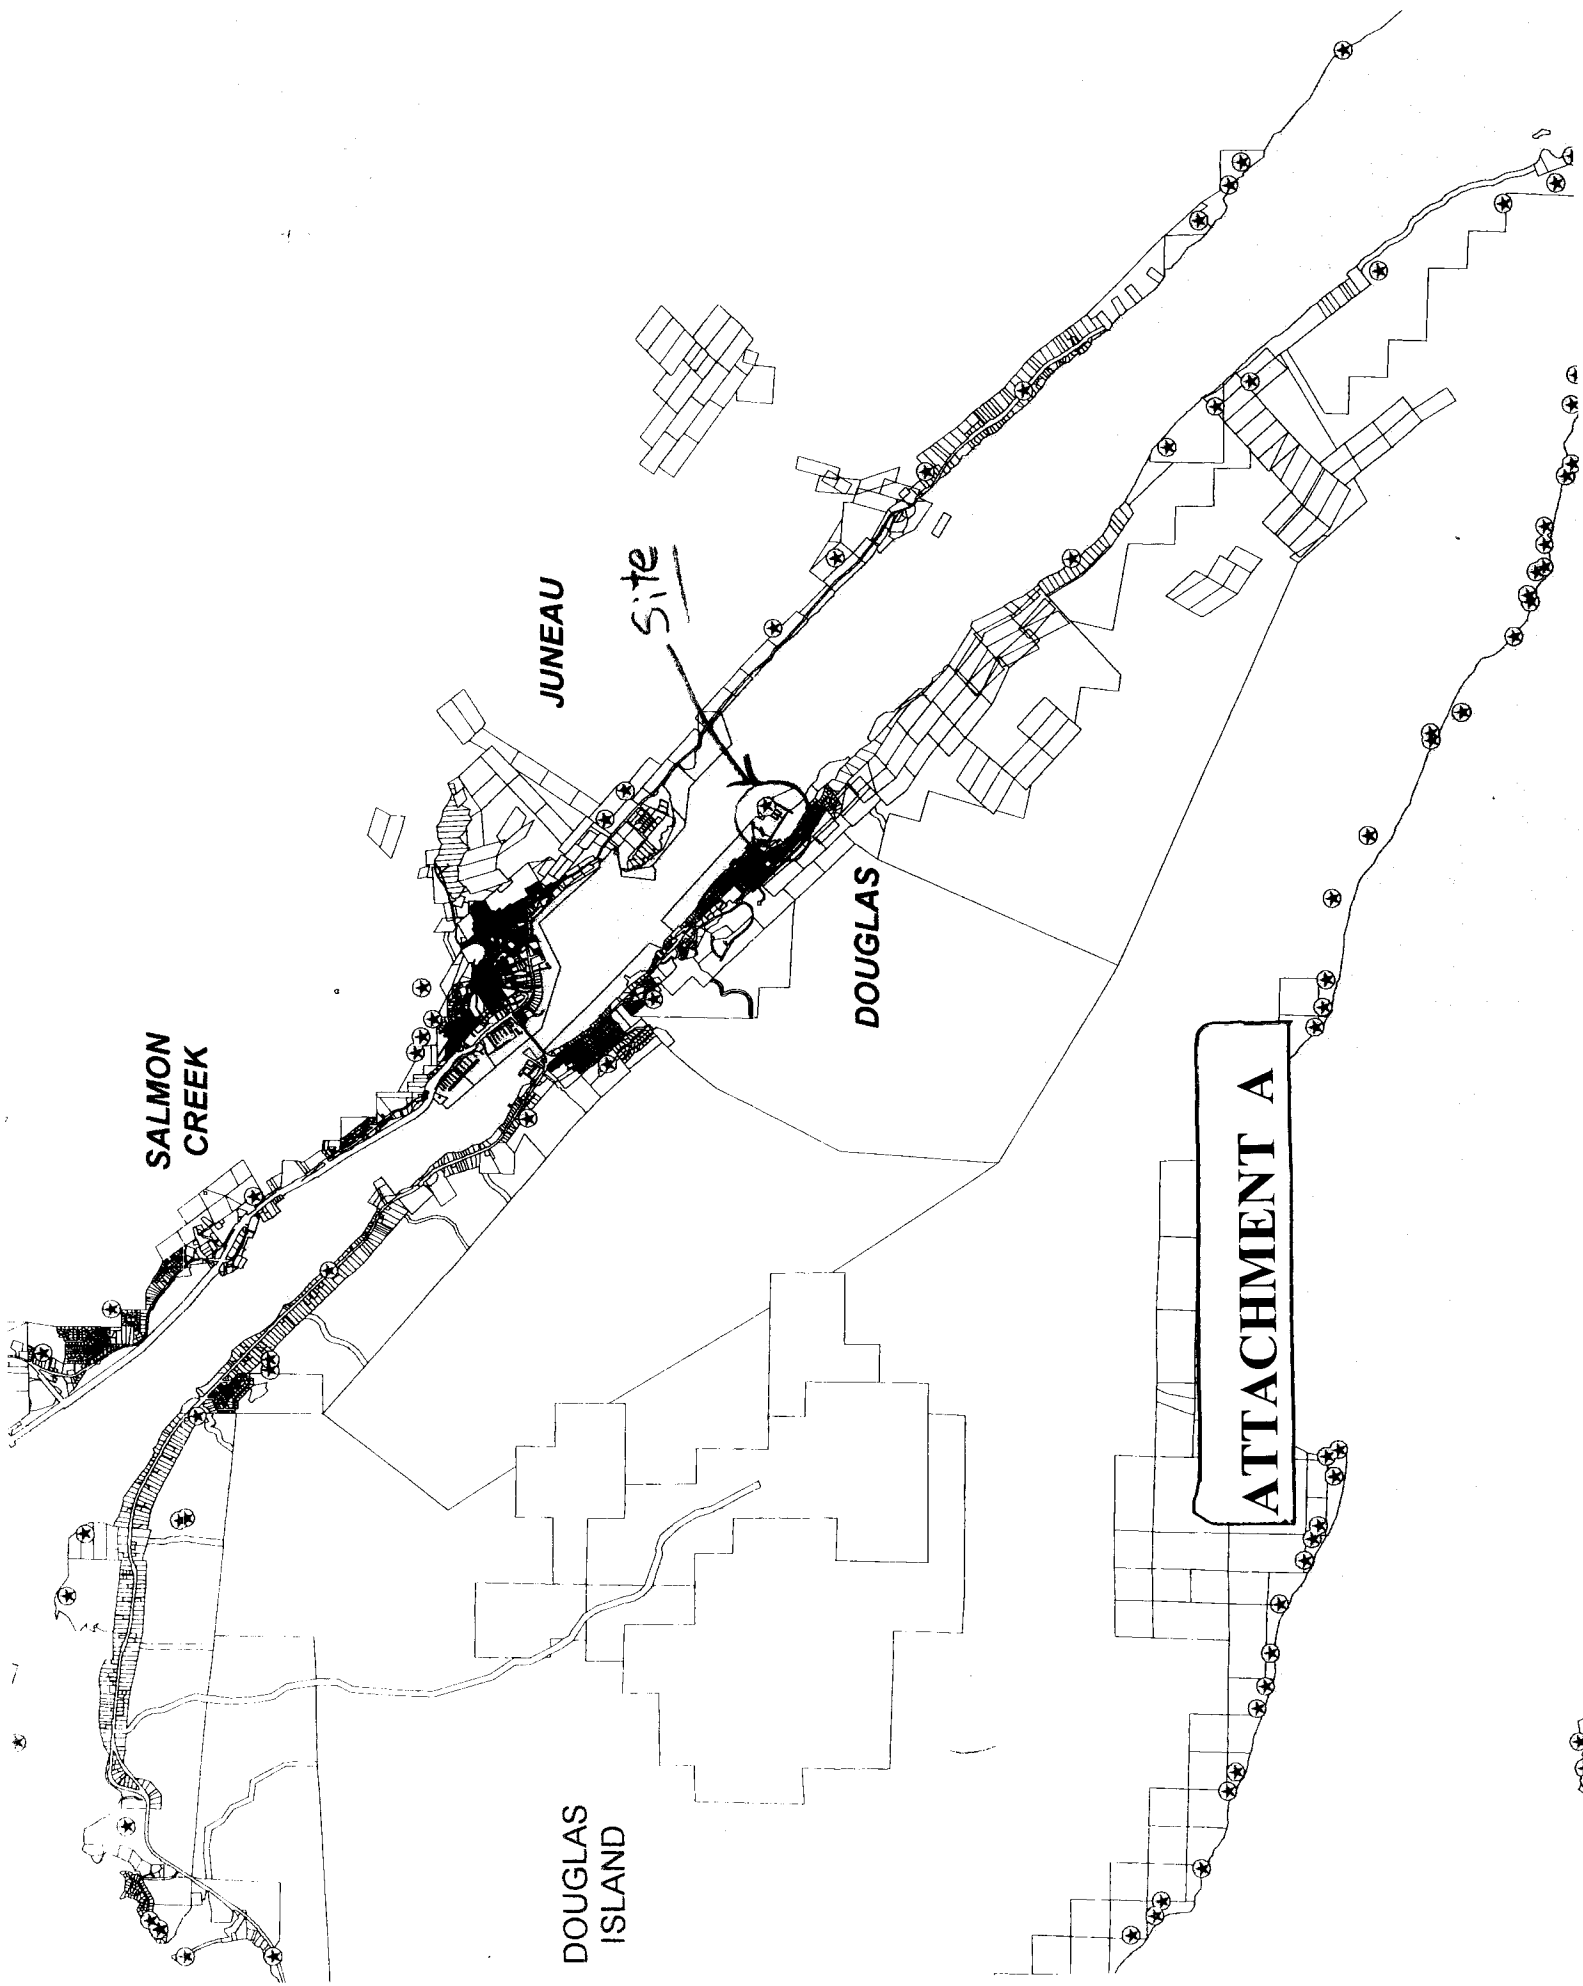 SALMON
CREEK
JUNEAU
Site
DOUGLAS
DOUGLAS
ISLAND
ATTACHMENT A